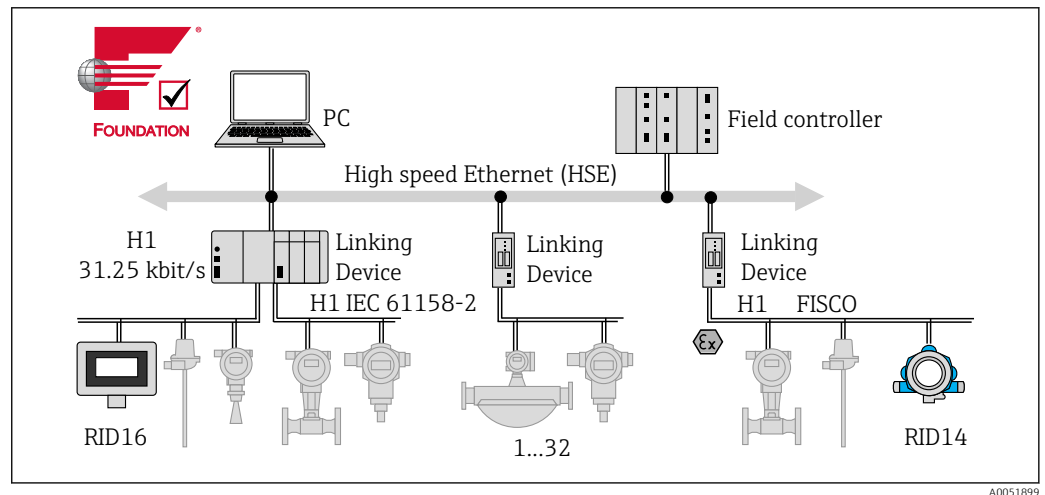 ®
FOUNDATION
PC
Field controller
High speed Ethernet (HSE)
H1
31.25 kbit/s
Linking
Device
Linking
Device
Linking
Device
H1 IEC 61158-2
H1 FISCO
εx
RID16
1...32
RID14
A0051899